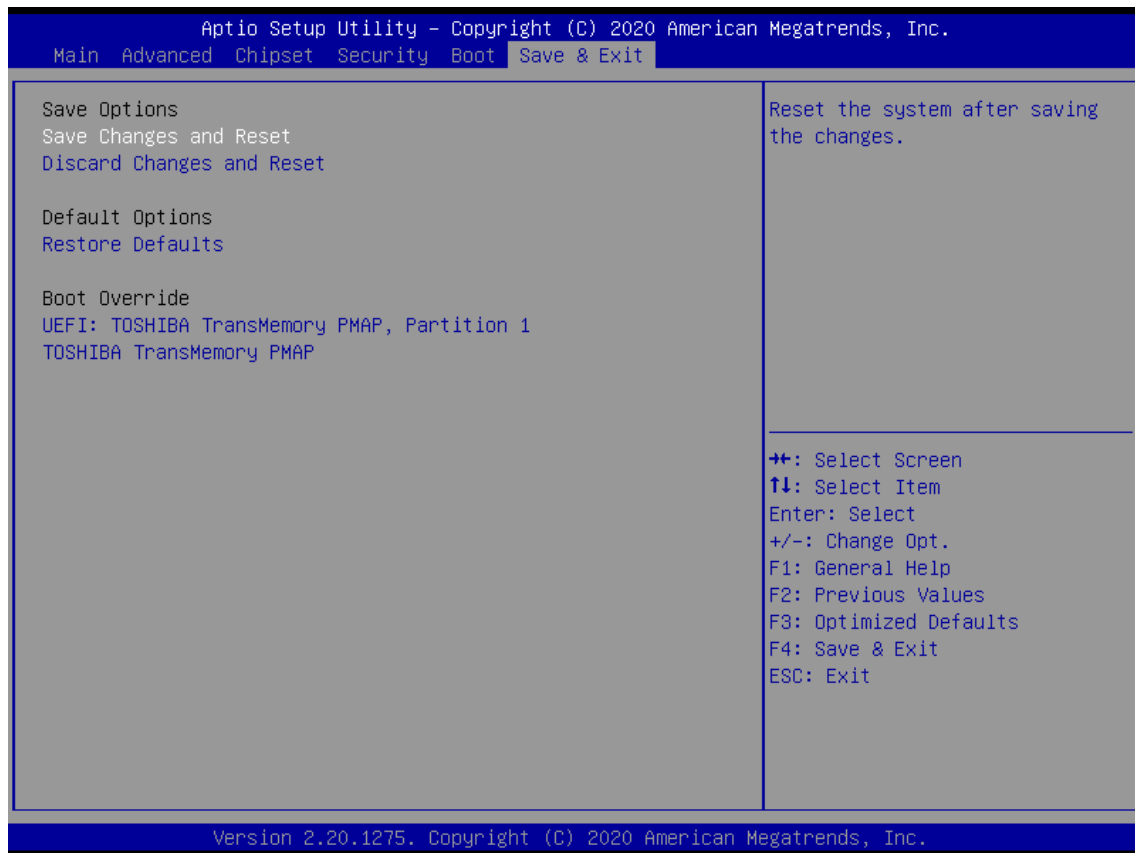 Aptio Setup Utility – Copyright (C) 2020 American Megatrends, Inc.
Main Advanced Chipset Security Boot Save & Exit
Save Options
Save Changes and Reset
Discard Changes and Reset
Default Options
Restore Defaults
Boot Override
UEFI: TOSHIBA TransMemory PMAP, Partition 1
TOSHIBA TransMemory PMAP
Reset the system after saving
the changes.
→←: Select Screen
↑↓: Select Item
Enter: Select
+/-: Change Opt.
F1: General Help
F2: Previous Values
F3: Optimized Defaults
F4: Save & Exit
ESC: Exit
Version 2.20.1275. Copyright (C) 2020 American Megatrends, Inc.